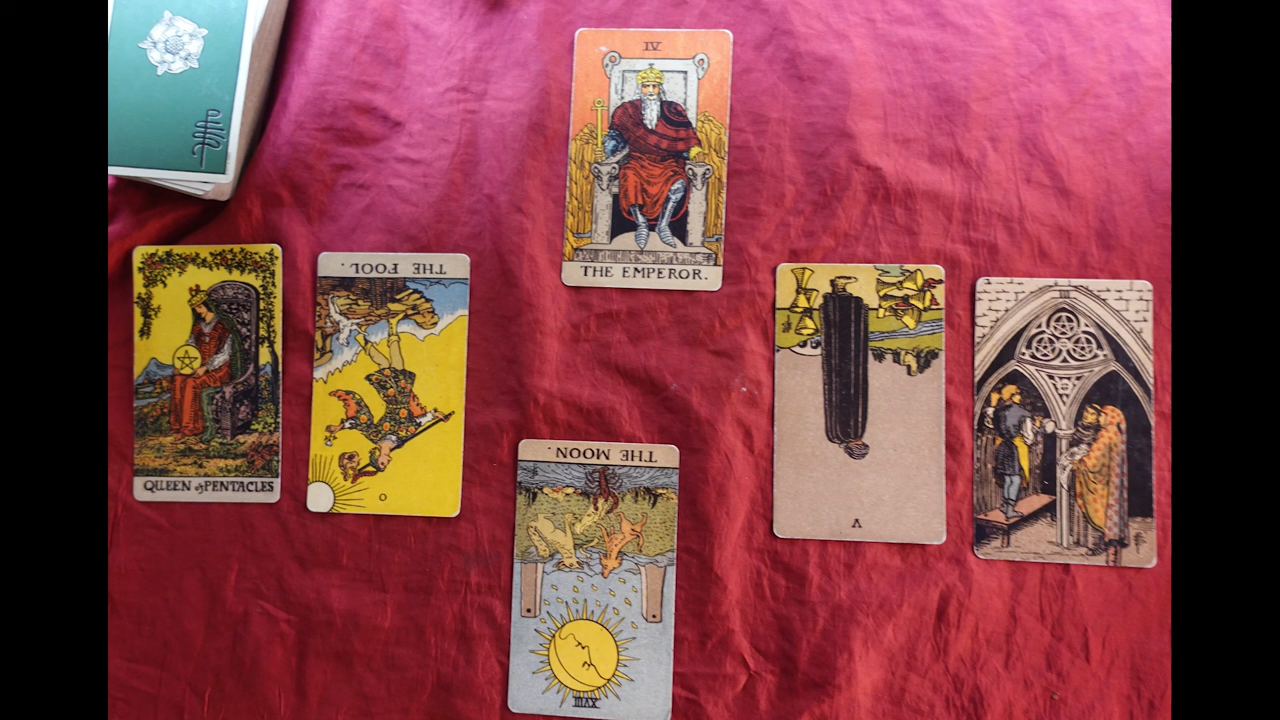 IV
THE EMPEROR.
QUEEN of PENTACLES
THE FOOL.
0
V
THE MOON.
XVIII